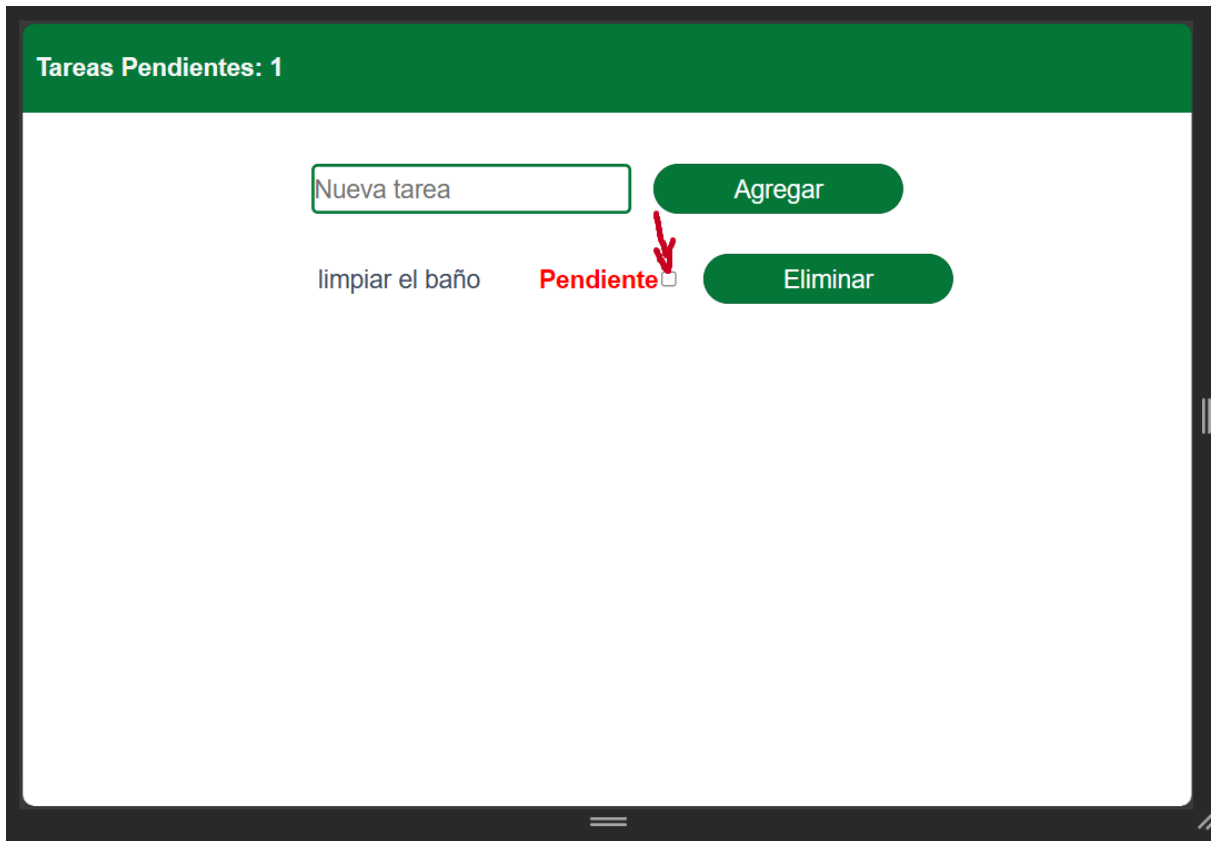 Tareas Pendientes: 1
Nueva tarea Agregar
limpiar el baño Pendiente Eliminar